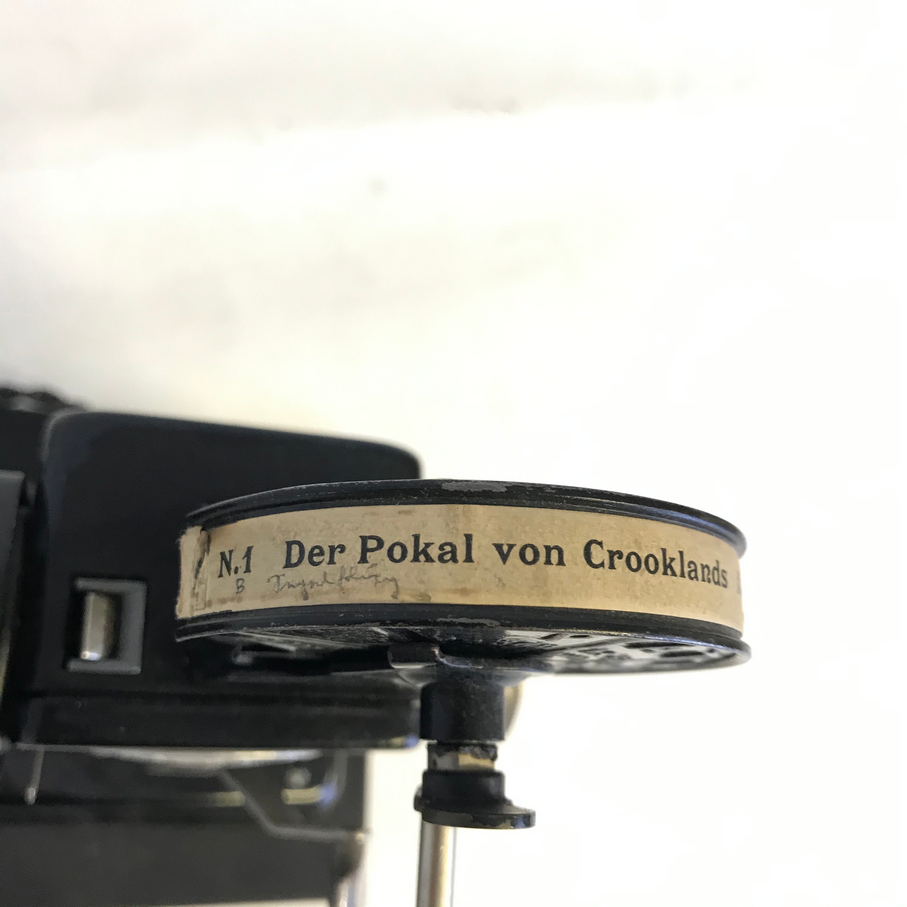 N.1 Der Pokal von Crooklands
B